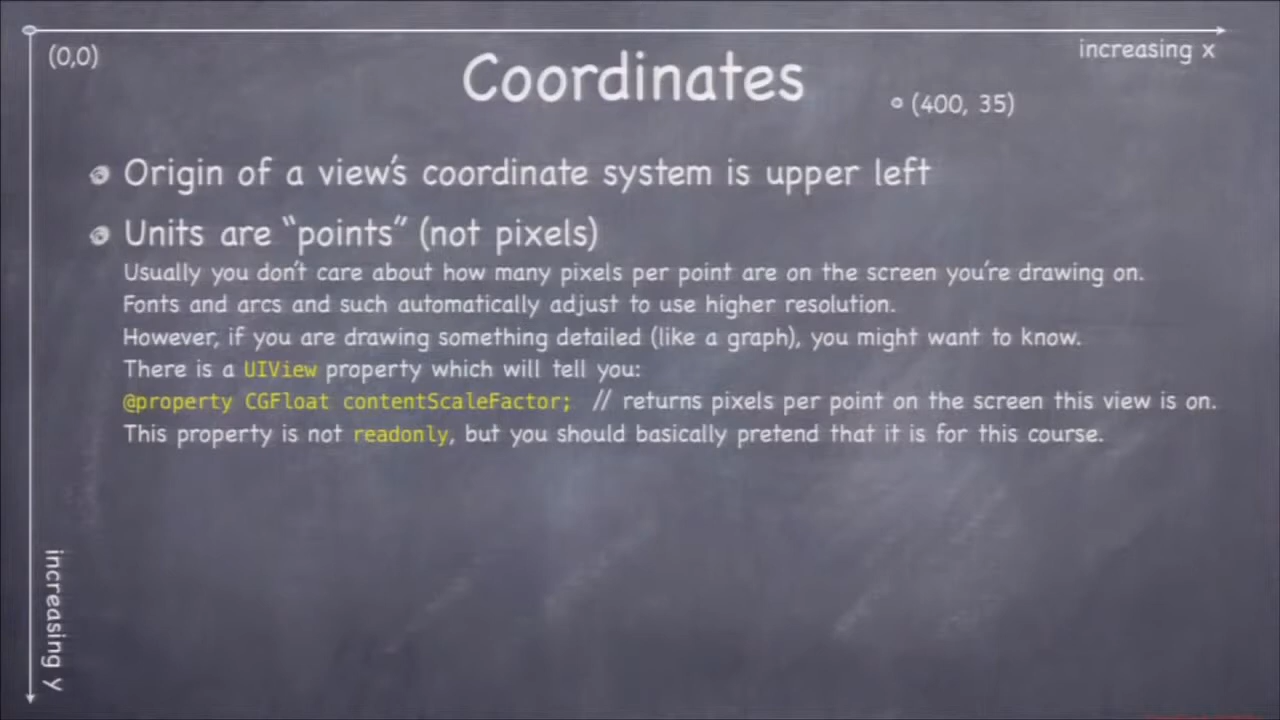 (0,0)
increasing x
Coordinates
(400, 35)
Origin of a view's coordinate system is upper left
Units are “points” (not pixels)
Usually you don't care about how many pixels per point are on the screen you're drawing on.
Fonts and arcs and such automatically adjust to use higher resolution.
However, if you are drawing something detailed (like a graph), you might want to know.
There is a UIView property which will tell you:
@property CGFloat contentScaleFactor; // returns pixels per point on the screen this view is on.
This property is not readonly, but you should basically pretend that it is for this course.
increasing y